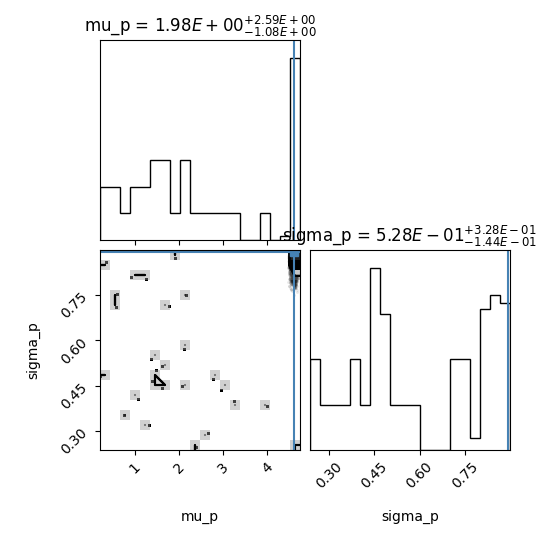 mu_p = 1.98E + 00^{+2.59E+00}_{-1.08E+00}
sigma_p = 5.28E − 01^{+3.28E−01}_{−1.44E−01}
sigma_p
0.75
0.60
0.45
0.30
1 2 3 4
0.30 0.45 0.60 0.75
mu_p
sigma_p